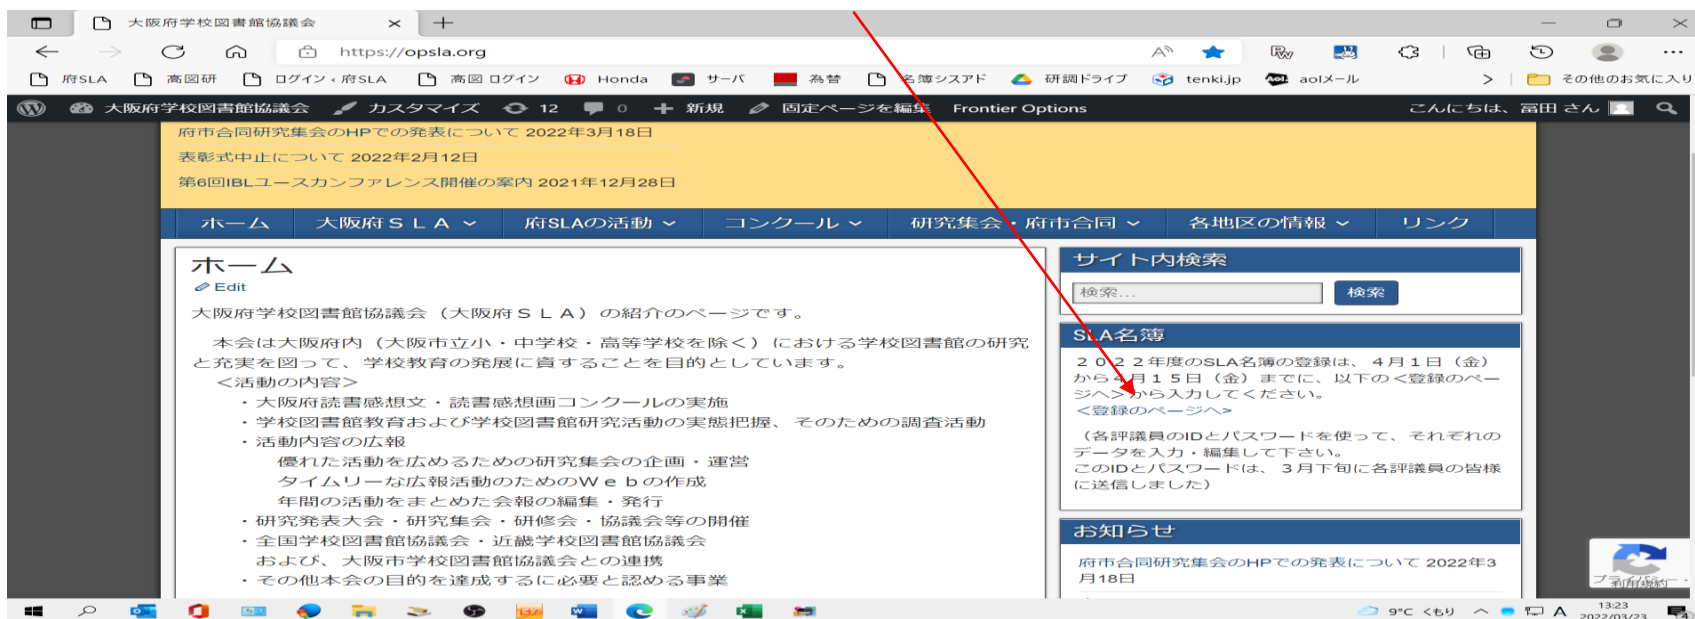 大阪府学校図書館協議会
https://opsla.org
府SLA 高図研 ログイン ‹ 府SLA 高図 ログイン Honda サーバ 為替 名簿シスアド 研調ドライブ tenki.jp aolメール その他のお気に入り
大阪府学校図書館協議会 カスタマイズ 12 0 新規 固定ページを編集 Frontier Options こんにちは、冨田 さん
府市合同研究集会のHPでの発表について 2022年3月18日
表彰式中止について 2022年2月12日
第6回IBLユースカンファレンス開催の案内 2021年12月28日
ホーム 大阪府ＳＬＡ 府SLAの活動 コンクール 研究集会・府市合同 各地区の情報 リンク
ホーム
Edit
大阪府学校図書館協議会（大阪府ＳＬＡ）の紹介のページです。
本会は大阪府内（大阪市立小・中学校・高等学校を除く）における学校図書館の研究
と充実を図って、学校教育の発展に資することを目的としています。
＜活動の内容＞
・大阪府読書感想文・読書感想画コンクールの実施
・学校図書館教育および学校図書館研究活動の実態把握、そのための調査活動
・活動内容の広報
優れた活動を広めるための研究集会の企画・運営
タイムリーな広報活動のためのＷｅｂの作成
年間の活動をまとめた会報の編集・発行
・研究発表大会・研究集会・研修会・協議会等の開催
・全国学校図書館協議会・近畿学校図書館協議会
および、大阪市学校図書館協議会との連携
・その他本会の目的を達成するに必要と認める事業
サイト内検索
検索… 検索
SLA名簿
２０２２年度のSLA名簿の登録は、４月１日（金）
から４月１５日（金）までに、以下の＜登録のペー
ジへ＞から入力してください。
＜登録のページへ＞
（各評議員のIDとパスワードを使って、それぞれの
データを入力・編集して下さい。
このIDとパスワードは、３月下旬に各評議員の皆様
に送信しました）
お知らせ
府市合同研究集会のHPでの発表について 2022年3
月18日
9°C くもり A 13:23
2022/03/23